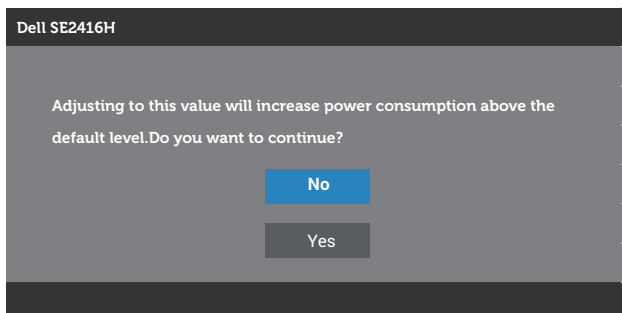 Dell SE2416H
Adjusting to this value will increase power consumption above the
default level.Do you want to continue?
No
Yes